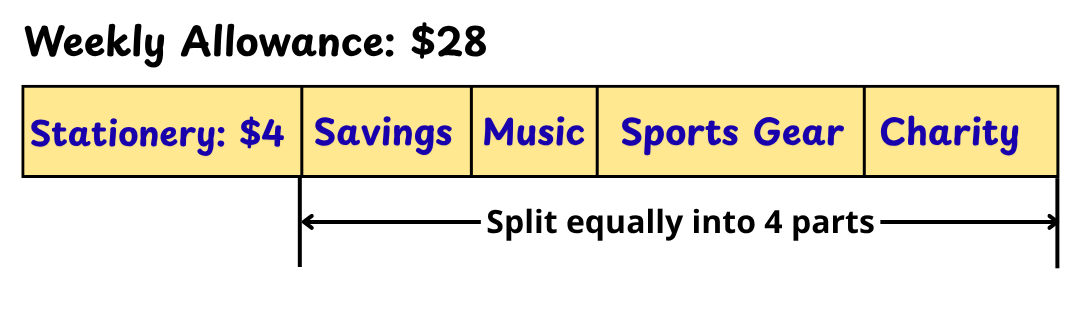 Weekly Allowance: $28
Stationery: $4 Savings Music Sports Gear Charity
Split equally into 4 parts